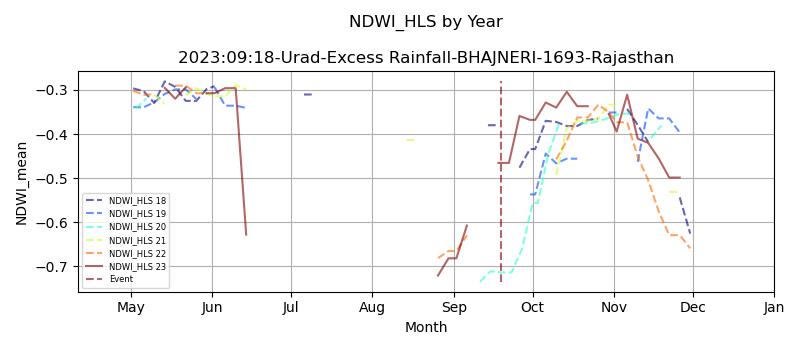 NDWI_HLS by Year
2023:09:18-Urad-Excess Rainfall-BHAJNERI-1693-Rajasthan
NDWI_mean
−0.3
−0.4
−0.5
−0.6
−0.7
NDWI_HLS 18
NDWI_HLS 19
NDWI_HLS 20
NDWI_HLS 21
NDWI_HLS 22
NDWI_HLS 23
Event
May Jun Jul Aug Sep Oct Nov Dec Jan
Month